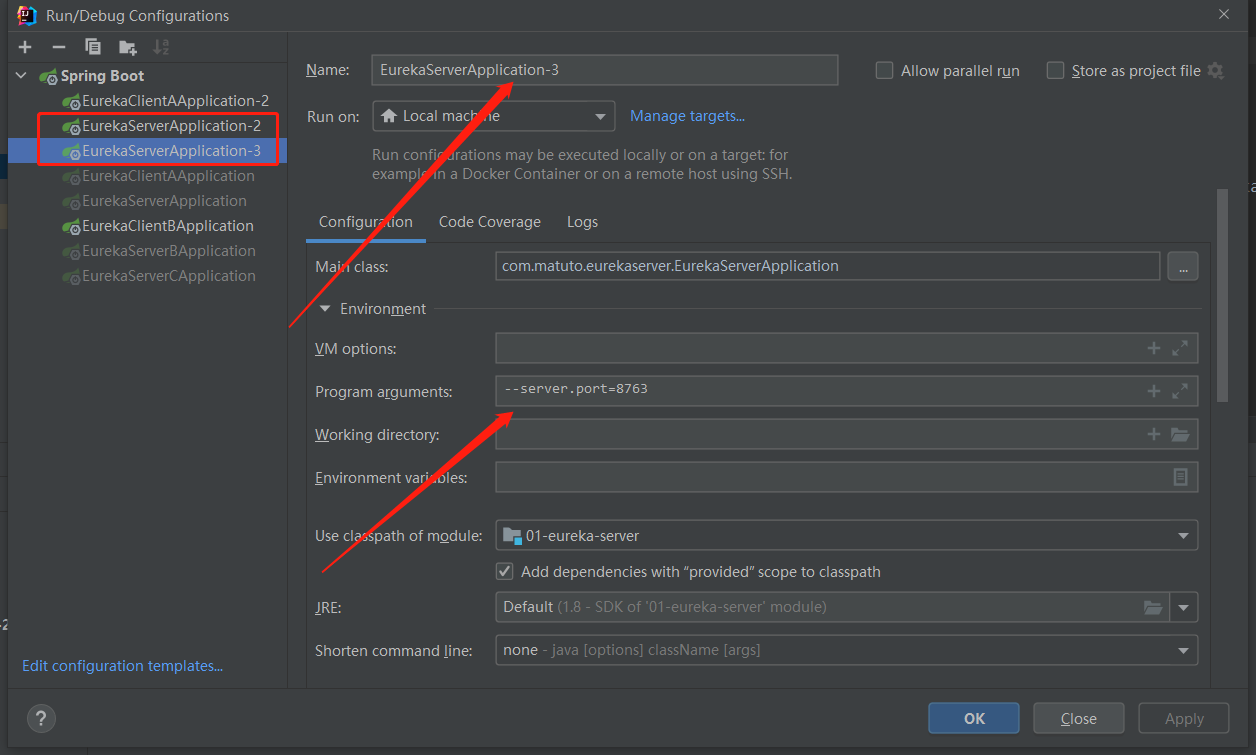 Run/Debug Configurations
Spring Boot
EurekaClientAApplication-2
EurekaServerApplication-2
EurekaServerApplication-3
EurekaClientAApplication
EurekaServerApplication
EurekaClientBApplication
EurekaServerBApplication
EurekaServerCApplication
Edit configuration templates...
Name: EurekaServerApplication-3
Allow parallel run
Store as project file
Run on: Local machine
Manage targets...
Run configurations may be executed locally or on a target: for
example in a Docker Container or on a remote host using SSH.
Configuration Code Coverage Logs
Main class: com.matuto.eurekaserver.EurekaServerApplication ...
Environment
VM options:
Program arguments: --server.port=8763
Working directory:
Environment variables:
Use classpath of module: 01-eureka-server
Add dependencies with “provided” scope to classpath
JRE: Default (1.8 - SDK of '01-eureka-server' module)
Shorten command line: none - java [options] className [args]
? OK Close Apply